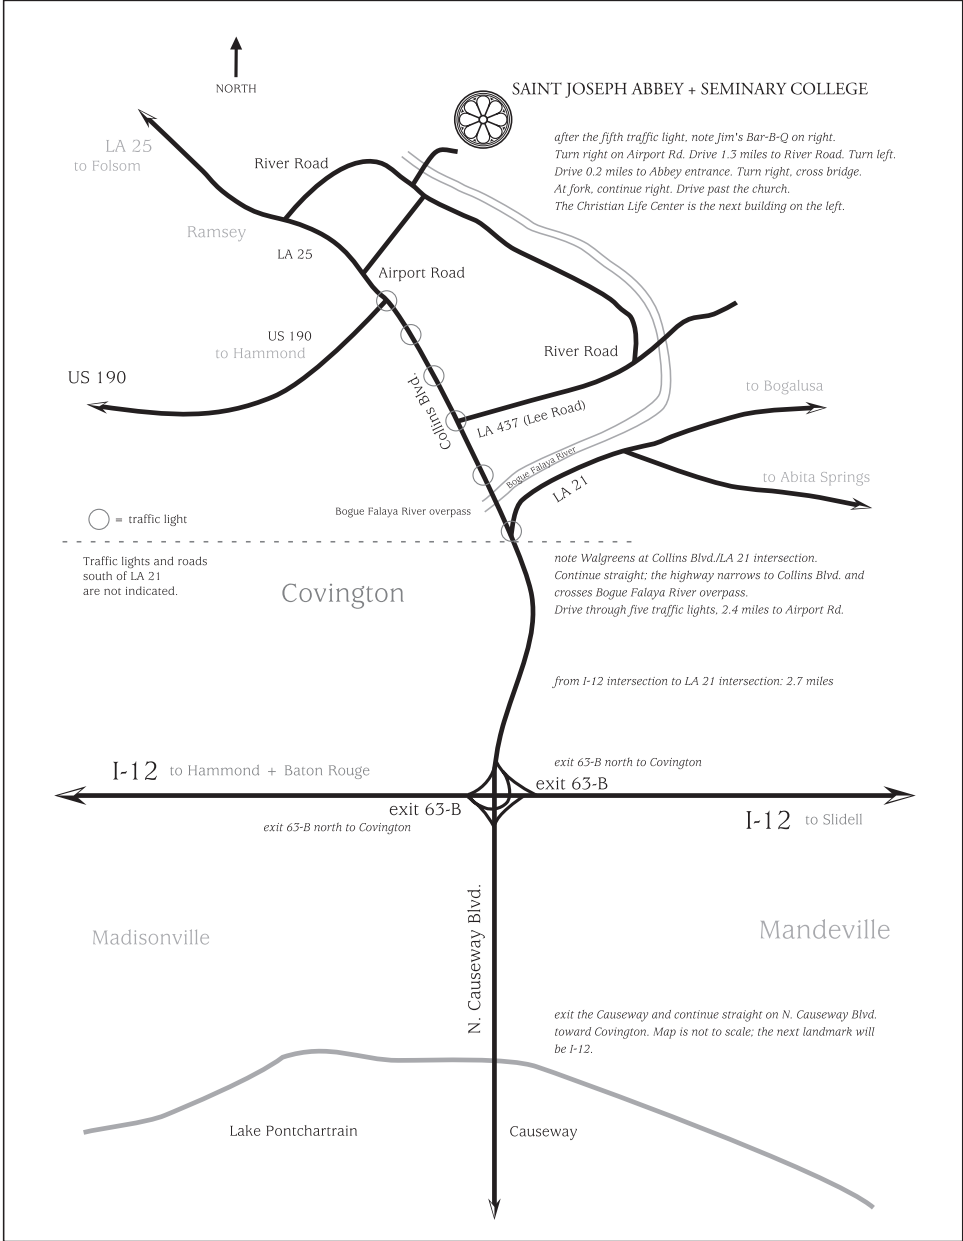 NORTH
SAINT JOSEPH ABBEY + SEMINARY COLLEGE
after the fifth traffic light, note Jim's Bar-B-Q on right.
Turn right on Airport Rd. Drive 1.3 miles to River Road. Turn left.
Drive 0.2 miles to Abbey entrance. Turn right, cross bridge.
At fork, continue right. Drive past the church.
The Christian Life Center is the next building on the left.
LA 25
to Folsom
River Road
Ramsey
LA 25
Airport Road
US 190
to Hammond
US 190
River Road
Collins Blvd.
LA 437 (Lee Road)
to Bogalusa
Bogue Falaya River
LA 21
to Abita Springs
Bogue Falaya River overpass
= traffic light
Traffic lights and roads
south of LA 21
are not indicated.
note Walgreens at Collins Blvd./LA 21 intersection.
Continue straight; the highway narrows to Collins Blvd. and
crosses Bogue Falaya River overpass.
Drive through five traffic lights, 2.4 miles to Airport Rd.
Covington
from I-12 intersection to LA 21 intersection: 2.7 miles
I-12 to Hammond + Baton Rouge
exit 63-B north to Covington
exit 63-B
exit 63-B
exit 63-B north to Covington
I-12 to Slidell
N. Causeway Blvd.
Madisonville
Mandeville
exit the Causeway and continue straight on N. Causeway Blvd.
toward Covington. Map is not to scale; the next landmark will
be I-12.
Lake Pontchartrain
Causeway